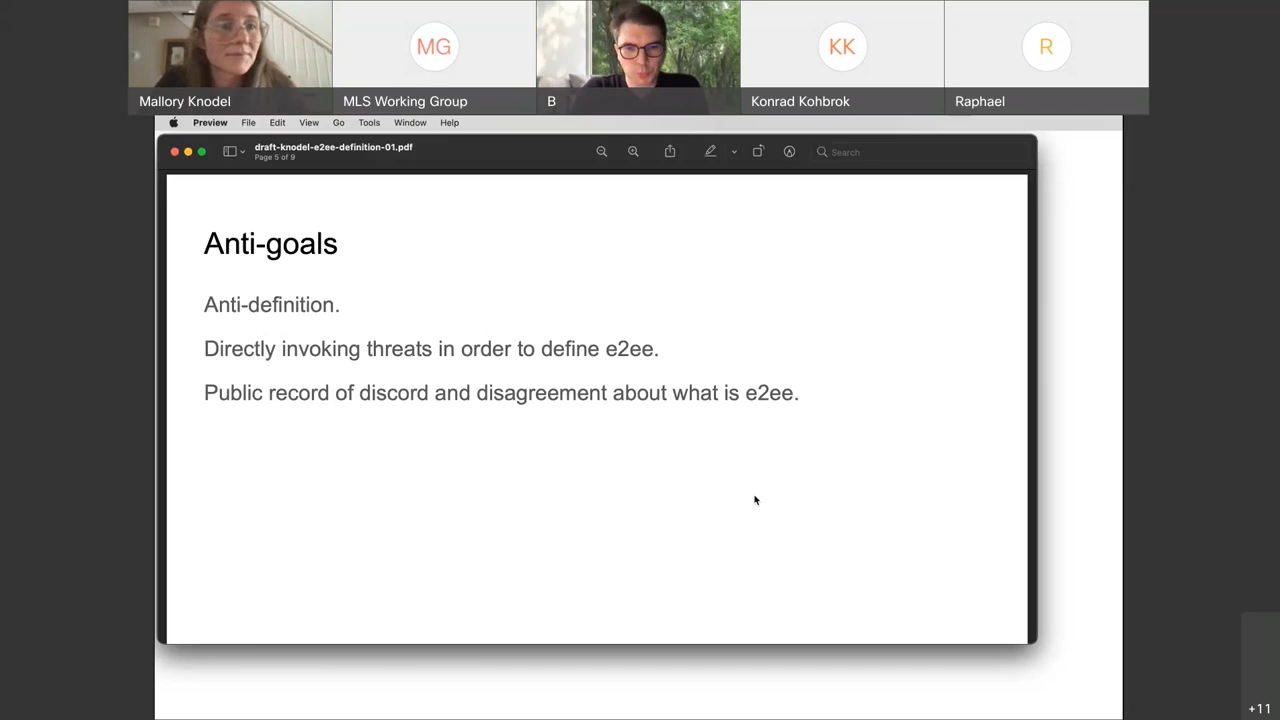 MG
KK
R
Mallory Knodel
MLS Working Group
B
Konrad Kohbrok
Raphael
Preview File Edit View Go Tools Window Help
draft-knodel-e2ee-definition-01.pdf
Page 5 of 9
Search
Anti-goals
Anti-definition.
Directly invoking threats in order to define e2ee.
Public record of discord and disagreement about what is e2ee.
+11